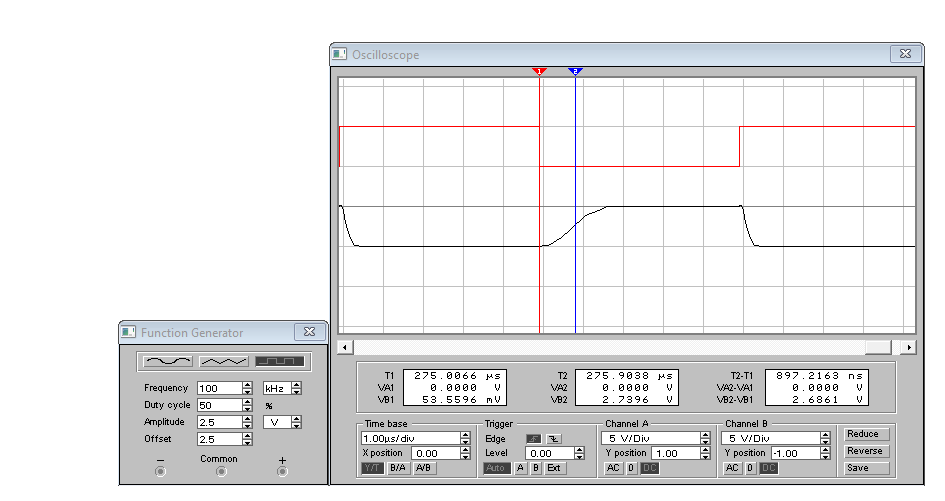 Oscilloscope
1 2
Function Generator
Frequency 100 kHz
Duty cycle 50 %
Amplitude 2.5 V
Offset 2.5
− Common +
T1 275.0066 µs
VA1 0.0000 V
VB1 53.5596 mV
T2 275.9038 µs
VA2 0.0000 V
VB2 2.7396 V
T2-T1 897.2163 ns
VA2-VA1 0.0000 V
VB2-VB1 2.6861 V
Time base
1.00µs/div
X position 0.00
Y/T B/A A/B
Trigger
Edge
Level 0.00
Auto A B Ext
Channel A
5 V/Div
Y position 1.00
AC 0 DC
Channel B
5 V/Div
Y position -1.00
AC 0 DC
Reduce
Reverse
Save